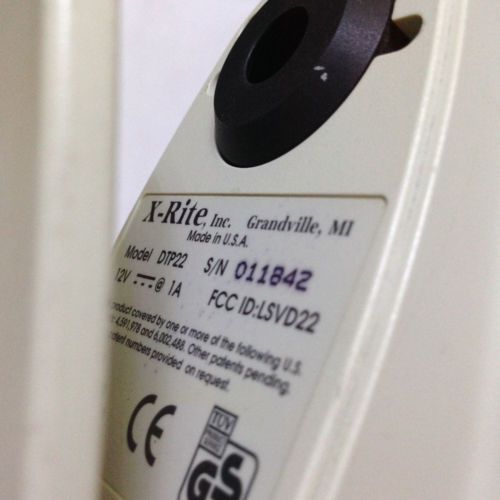 X-Rite, Inc. Grandville, MI
Made in U.S.A.
Model DTP22 S/N 011842
12V @ 1A FCC ID:LSVD22
product covered by one or more of the following U.S.
4,591,978 and 6,002,488. Other patents pending.
numbers provided on request.
CE
TÜV
GS